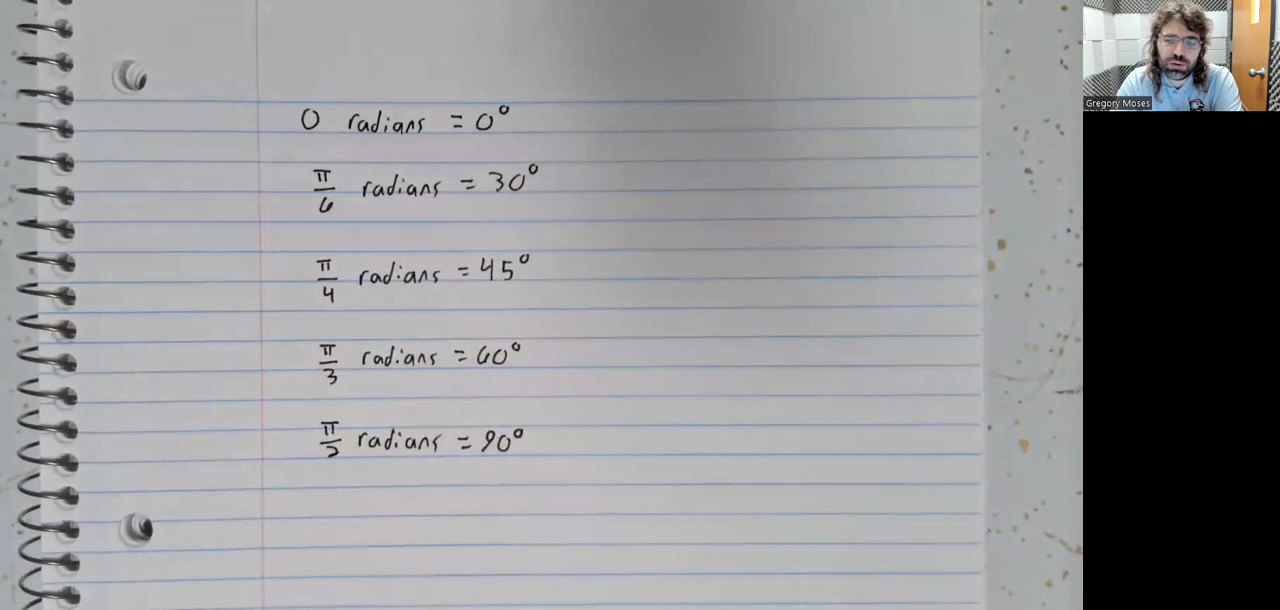 0 radians = 0°
π/6 radians = 30°
π/4 radians = 45°
π/3 radians = 60°
π/2 radians = 90°
Gregory Moses